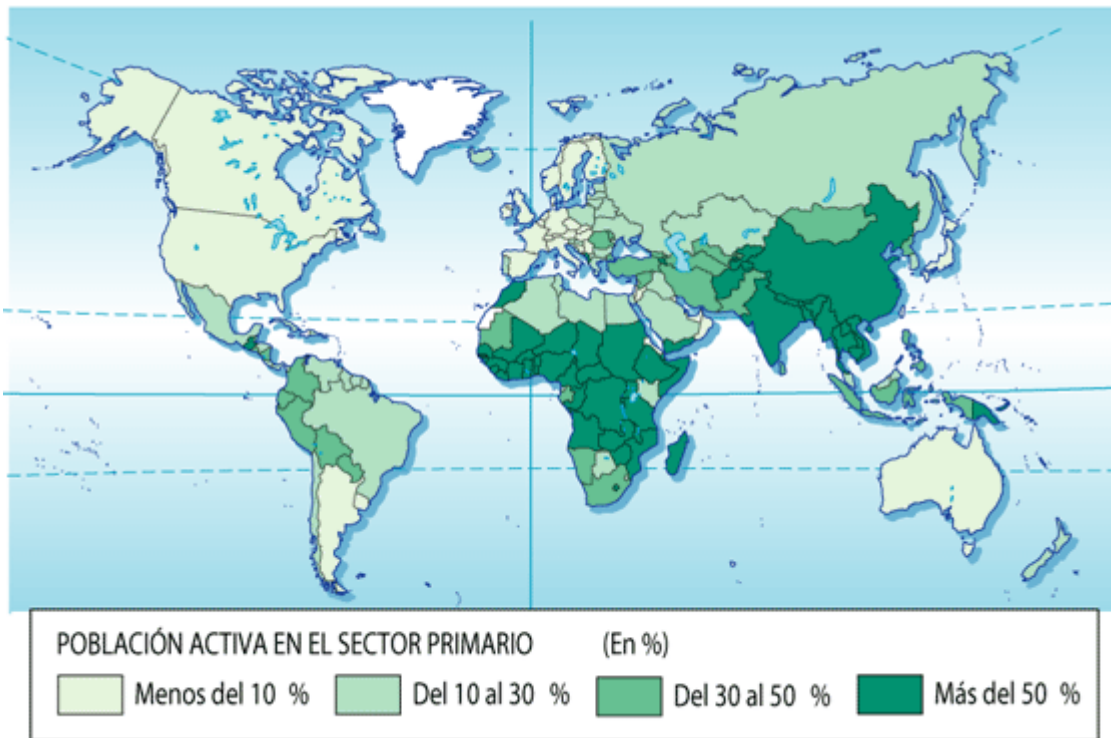 POBLACIÓN ACTIVA EN EL SECTOR PRIMARIO (En %)
Menos del 10 % Del 10 al 30 % Del 30 al 50 % Más del 50 %